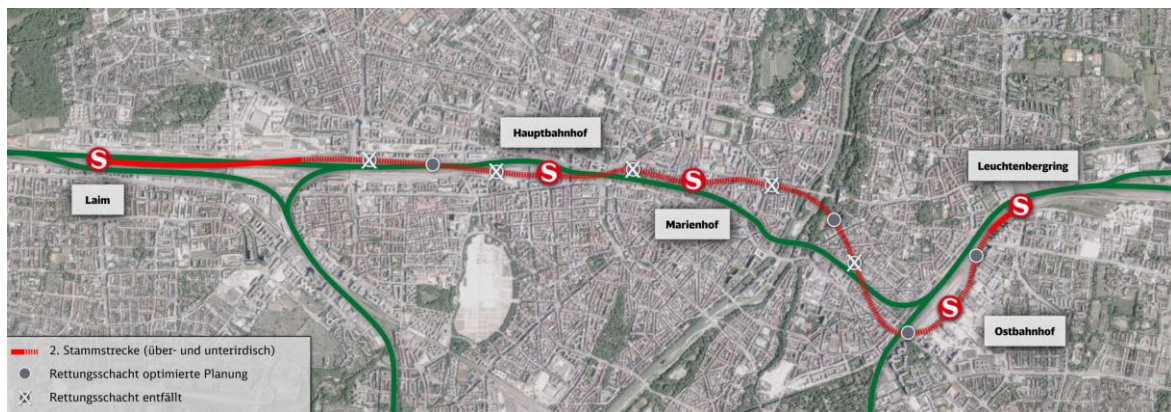 Hauptbahnhof
Leuchtenbergring
S
S
S
S
S
Laim
Marienhof
Ostbahnhof
2. Stammstrecke (über- und unterirdisch)
Rettungsschacht optimierte Planung
Rettungsschacht entfällt